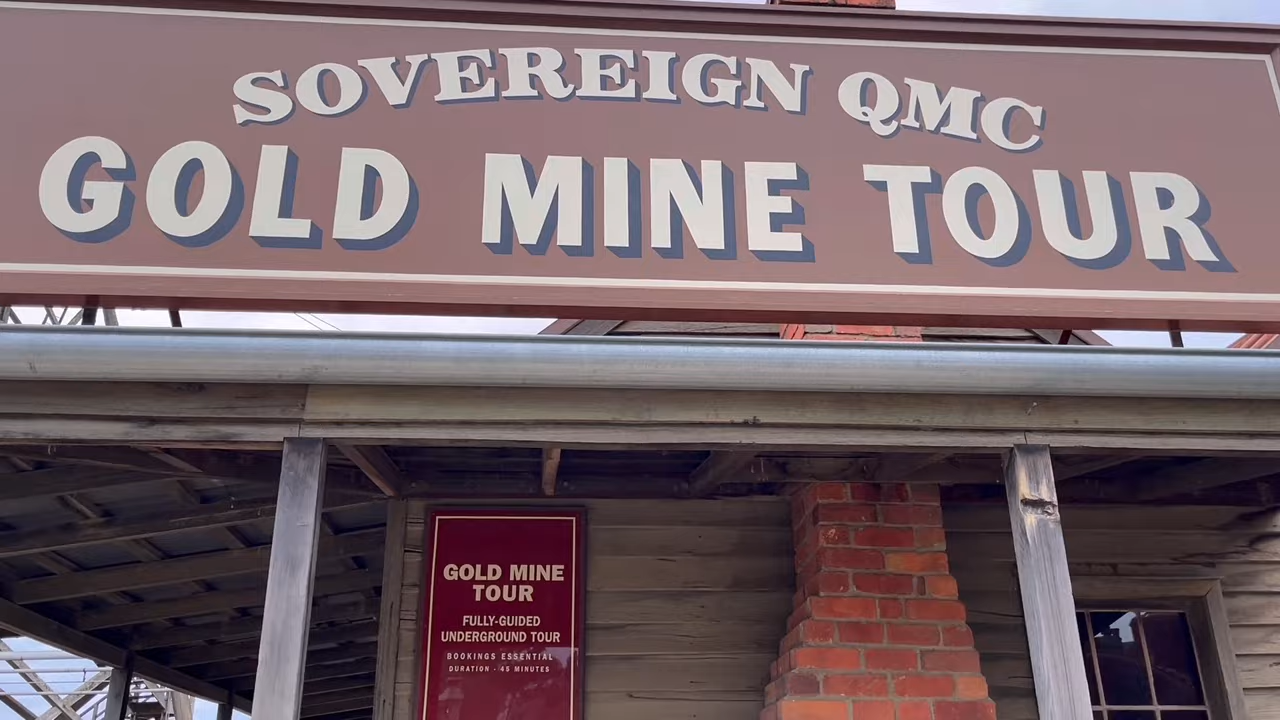 SOVEREIGN QMC
GOLD MINE TOUR
GOLD MINE
TOUR
FULLY-GUIDED
UNDERGROUND TOUR
BOOKINGS ESSENTIAL
DURATION - 45 MINUTES